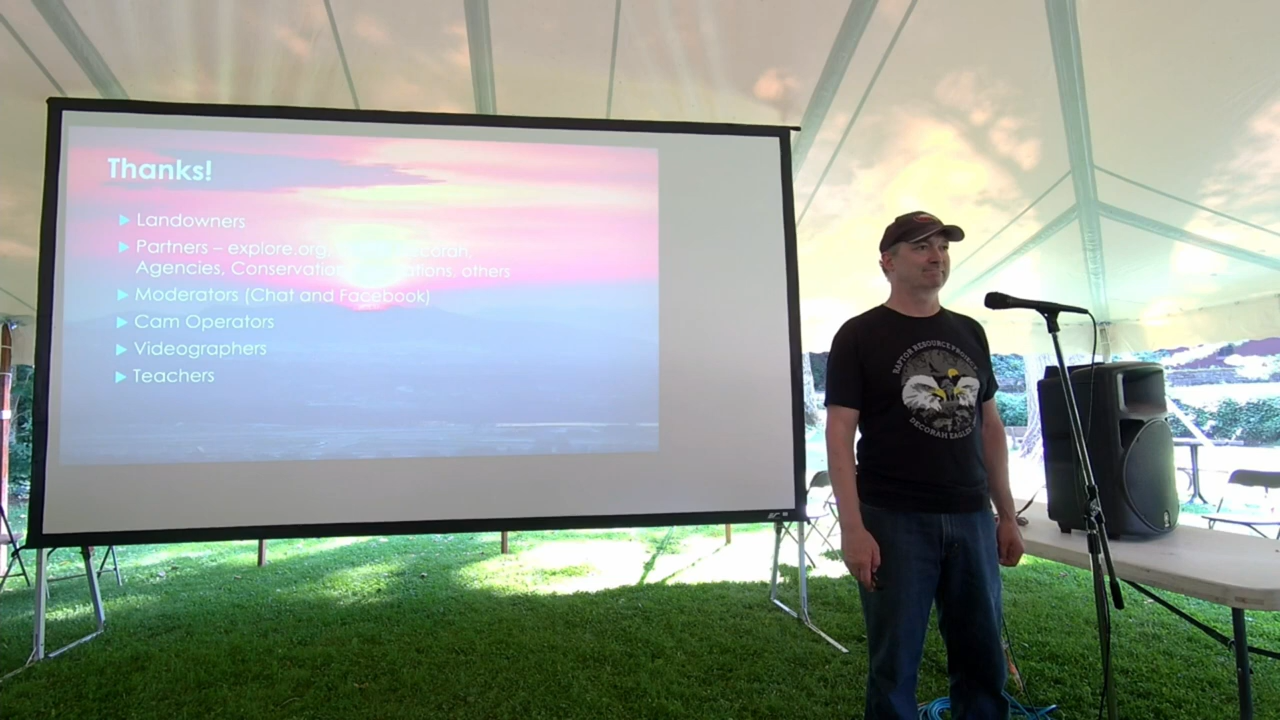 Thanks!
Landowners
Partners – explore.org,
Agencies, others
Moderators (Chat and Facebook)
Cam Operators
Videographers
Teachers
RAPTOR RESOURCE PROJECT
DECORAH EAGLES